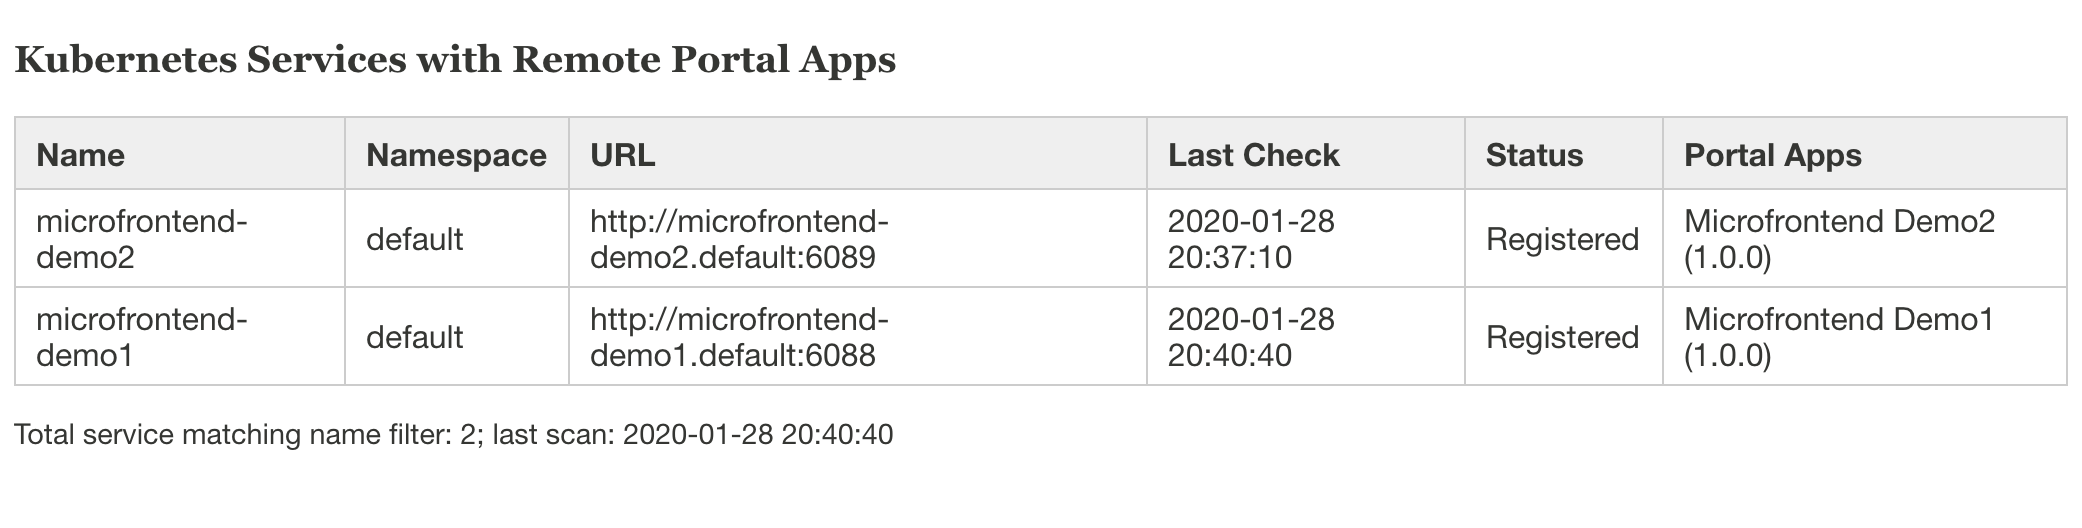 Kubernetes Services with Remote Portal Apps
Name Namespace URL Last Check Status Portal Apps
microfrontend-demo2 default http://microfrontend-demo2.default:6089 2020-01-28 20:37:10 Registered Microfrontend Demo2 (1.0.0)
microfrontend-demo1 default http://microfrontend-demo1.default:6088 2020-01-28 20:40:40 Registered Microfrontend Demo1 (1.0.0)
Total service matching name filter: 2; last scan: 2020-01-28 20:40:40